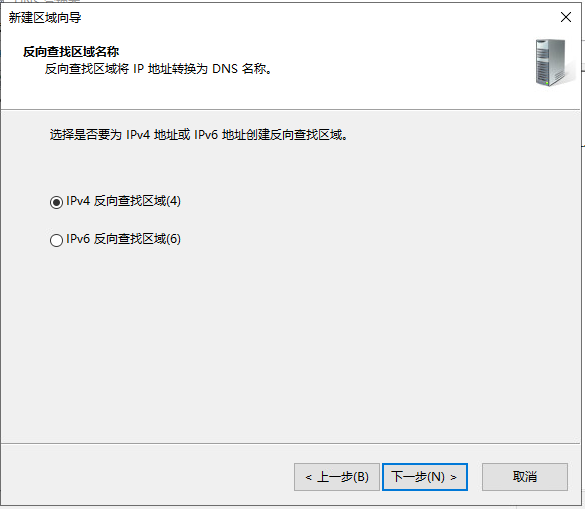 新建区域向导
反向查找区域名称
反向查找区域将 IP 地址转换为 DNS 名称。
选择是否要为 IPv4 地址或 IPv6 地址创建反向查找区域。
IPv4 反向查找区域(4)
IPv6 反向查找区域(6)
< 上一步(B)
下一步(N) >
取消